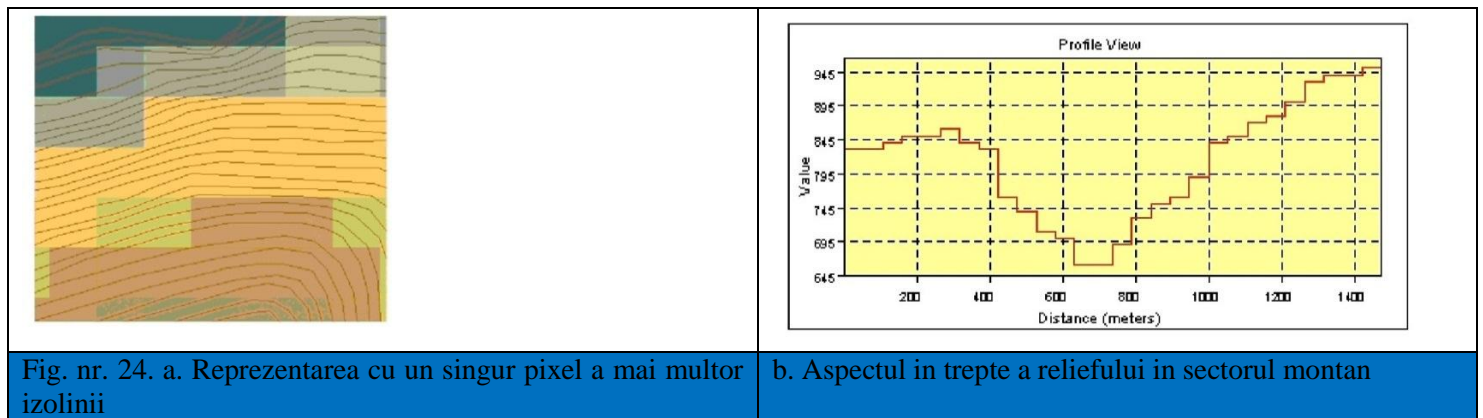 Profile View
945
895
845
795
745
695
645
Value
200 400 600 800 1000 1200 1400
Distance (meters)
Fig. nr. 24. a. Reprezentarea cu un singur pixel a mai multor
izolinii
b. Aspectul in trepte a reliefului in sectorul montan